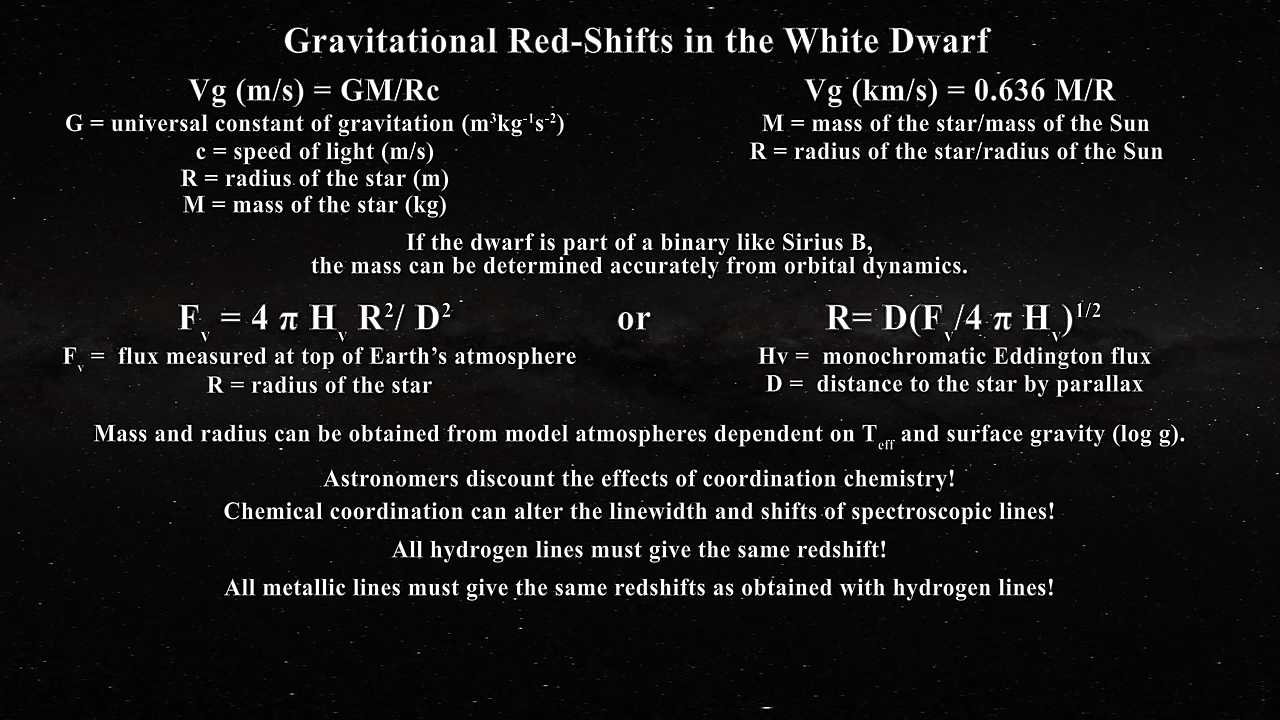 Gravitational Red-Shifts in the White Dwarf
Vg (m/s) = GM/Rc
G = universal constant of gravitation (m³kg⁻¹s⁻²)
c = speed of light (m/s)
R = radius of the star (m)
M = mass of the star (kg)
Vg (km/s) = 0.636 M/R
M = mass of the star/mass of the Sun
R = radius of the star/radius of the Sun
If the dwarf is part of a binary like Sirius B,
the mass can be determined accurately from orbital dynamics.
Fᵥ = 4 π Hᵥ R²/ D²
or
R= D(Fᵥ/4 π Hᵥ)¹/²
Fᵥ = flux measured at top of Earth’s atmosphere
R = radius of the star
Hv = monochromatic Eddington flux
D = distance to the star by parallax
Mass and radius can be obtained from model atmospheres dependent on Teff and surface gravity (log g).
Astronomers discount the effects of coordination chemistry!
Chemical coordination can alter the linewidth and shifts of spectroscopic lines!
All hydrogen lines must give the same redshift!
All metallic lines must give the same redshifts as obtained with hydrogen lines!